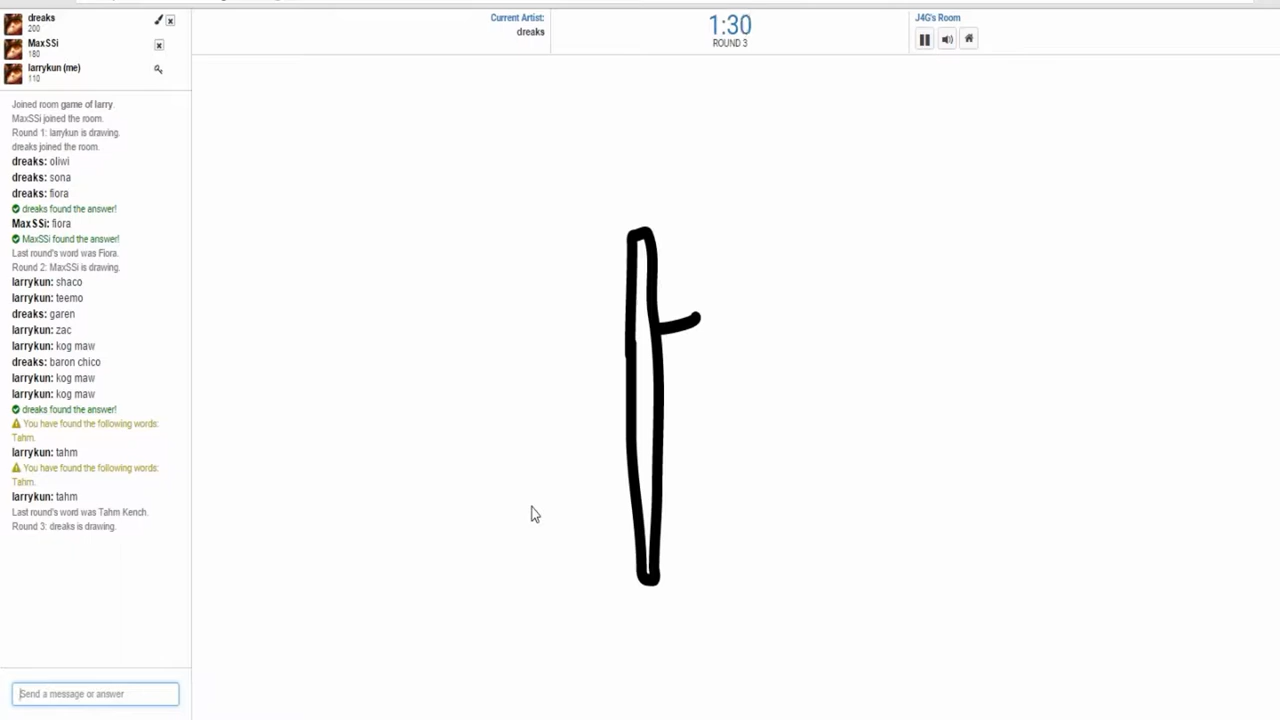 dreaks
200
MaxSSi
180
larrykun (me)
110
Current Artist:
dreaks
1:30
ROUND 3
J4G's Room
Joined room game of larry.
MaxSSi joined the room.
Round 1: larrykun is drawing.
dreaks joined the room.
dreaks: oliwi
dreaks: sona
dreaks: fiora
dreaks found the answer!
MaxSSi: fiora
MaxSSi found the answer!
Last round's word was Fiora.
Round 2: MaxSSi is drawing.
larrykun: shaco
larrykun: teemo
dreaks: garen
larrykun: zac
larrykun: kog maw
dreaks: baron chico
larrykun: kog maw
larrykun: kog maw
dreaks found the answer!
You have found the following words:
Tahm.
larrykun: tahm
You have found the following words:
Tahm.
larrykun: tahm
Last round's word was Tahm Kench.
Round 3: dreaks is drawing.
Send a message or answer